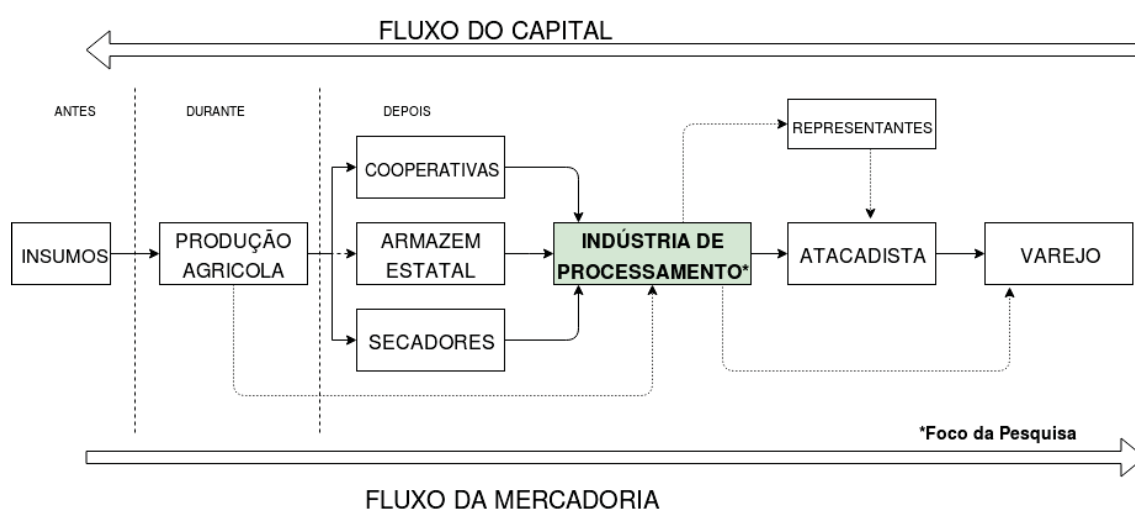 FLUXO DO CAPITAL
ANTES
DURANTE
DEPOIS
REPRESENTANTES
COOPERATIVAS
INSUMOS
PRODUÇÃO
AGRICOLA
ARMAZEM
ESTATAL
INDÚSTRIA DE
PROCESSAMENTO*
ATACADISTA
VAREJO
SECADORES
*Foco da Pesquisa
FLUXO DA MERCADORIA